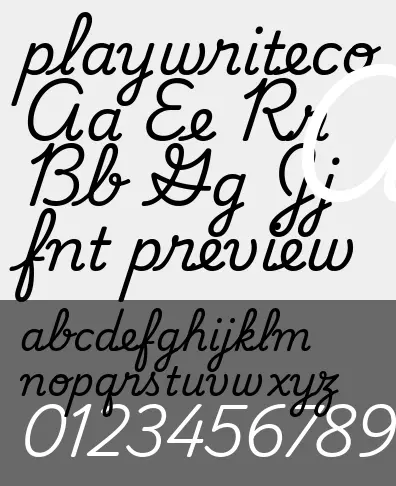 playwriteco
Aa Ee Rr
Bb Gg Jj
fnt preview
abcdefghijklm
nopqrstuvwxyz
0123456789